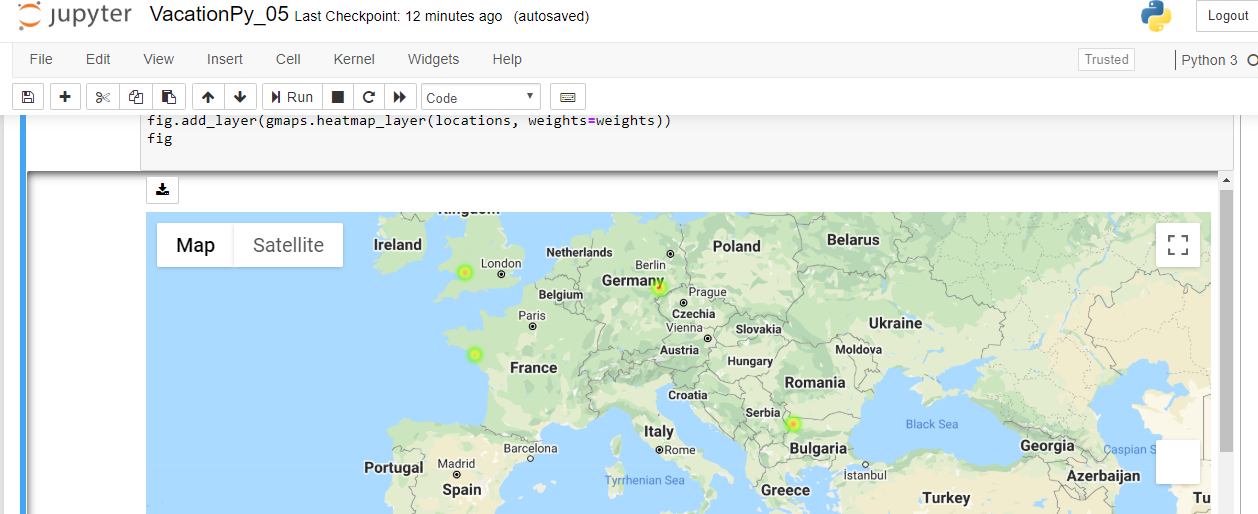 jupyter VacationPy_05 Last Checkpoint: 12 minutes ago (autosaved) Logout
File Edit View Insert Cell Kernel Widgets Help Trusted Python 3
Run Code
fig.add_layer(gmaps.heatmap_layer(locations, weights=weights))
fig
Kingdom
Map Satellite
Ireland
London
Netherlands
Berlin
Poland
Belarus
Germany
Belgium
Prague
Czechia
Paris
Vienna
Slovakia
Ukraine
Austria
Hungary
Moldova
France
Romania
Croatia
Serbia
Italy
Black Sea
Barcelona
Rome
Bulgaria
Georgia
Caspian S
Portugal
Madrid
Spain
Tyrrhenian Sea
İstanbul
Azerbaijan
Greece
Turkey
Tu